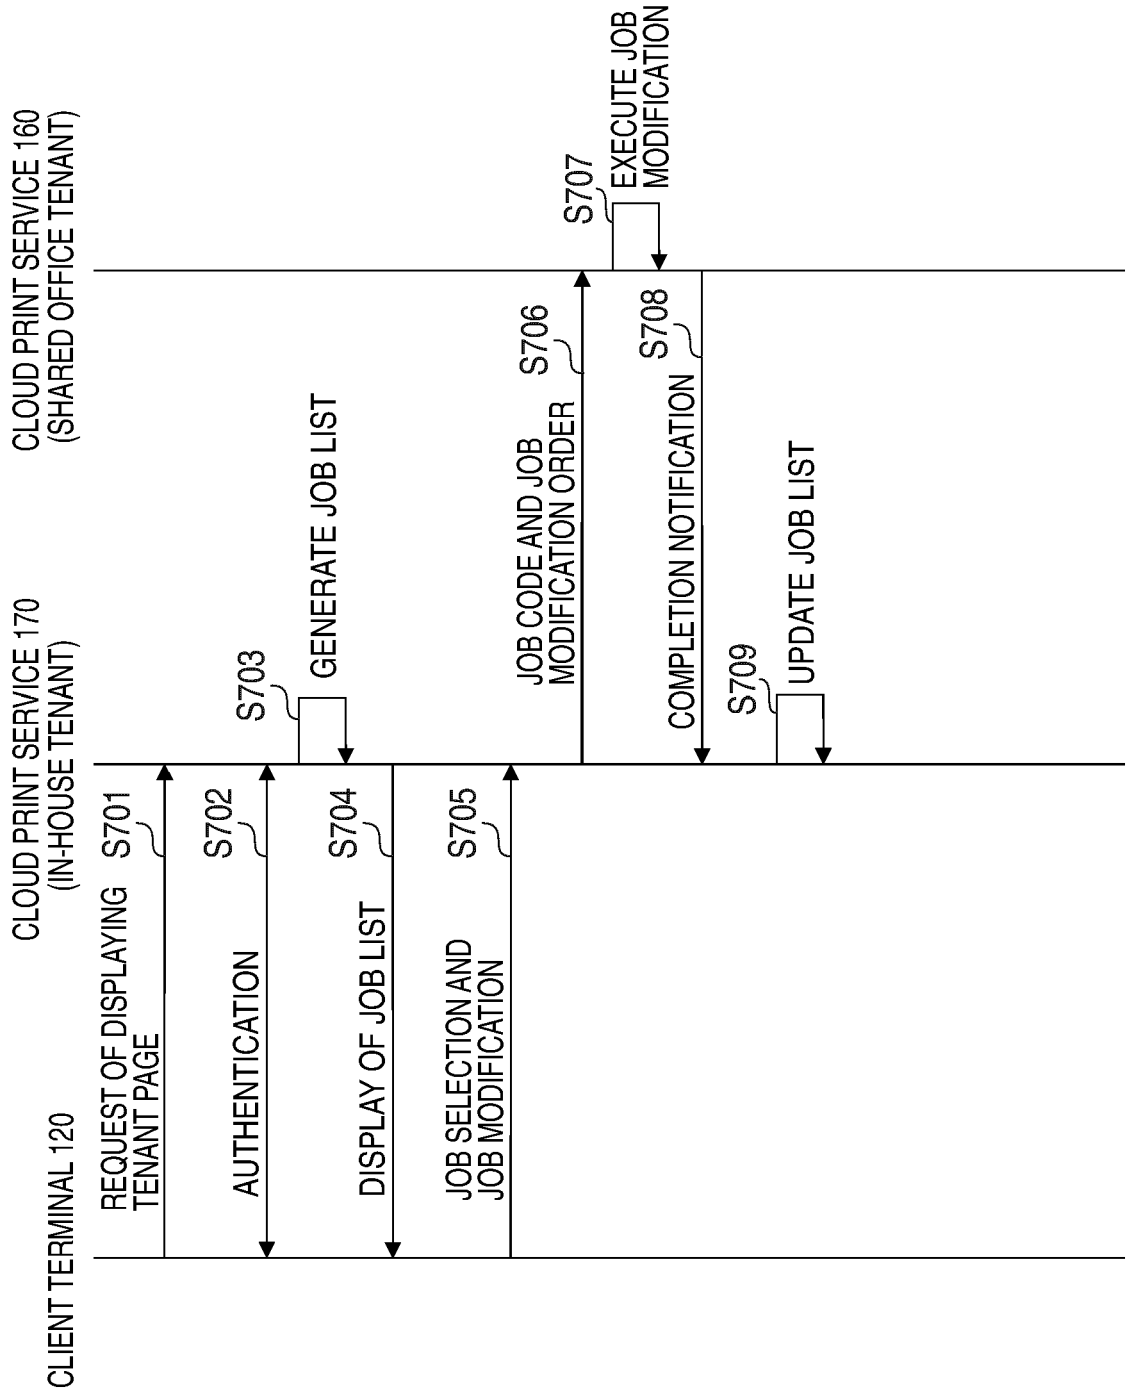 CLIENT TERMINAL 120
CLOUD PRINT SERVICE 170
(IN-HOUSE TENANT)
CLOUD PRINT SERVICE 160
(SHARED OFFICE TENANT)
REQUEST OF DISPLAYING
TENANT PAGE
S701
AUTHENTICATION
S702
S703
GENERATE JOB LIST
DISPLAY OF JOB LIST
S704
JOB SELECTION AND
JOB MODIFICATION
S705
JOB CODE AND JOB
MODIFICATION ORDER
S706
S707
EXECUTE JOB
MODIFICATION
COMPLETION NOTIFICATION
S708
S709
UPDATE JOB LIST